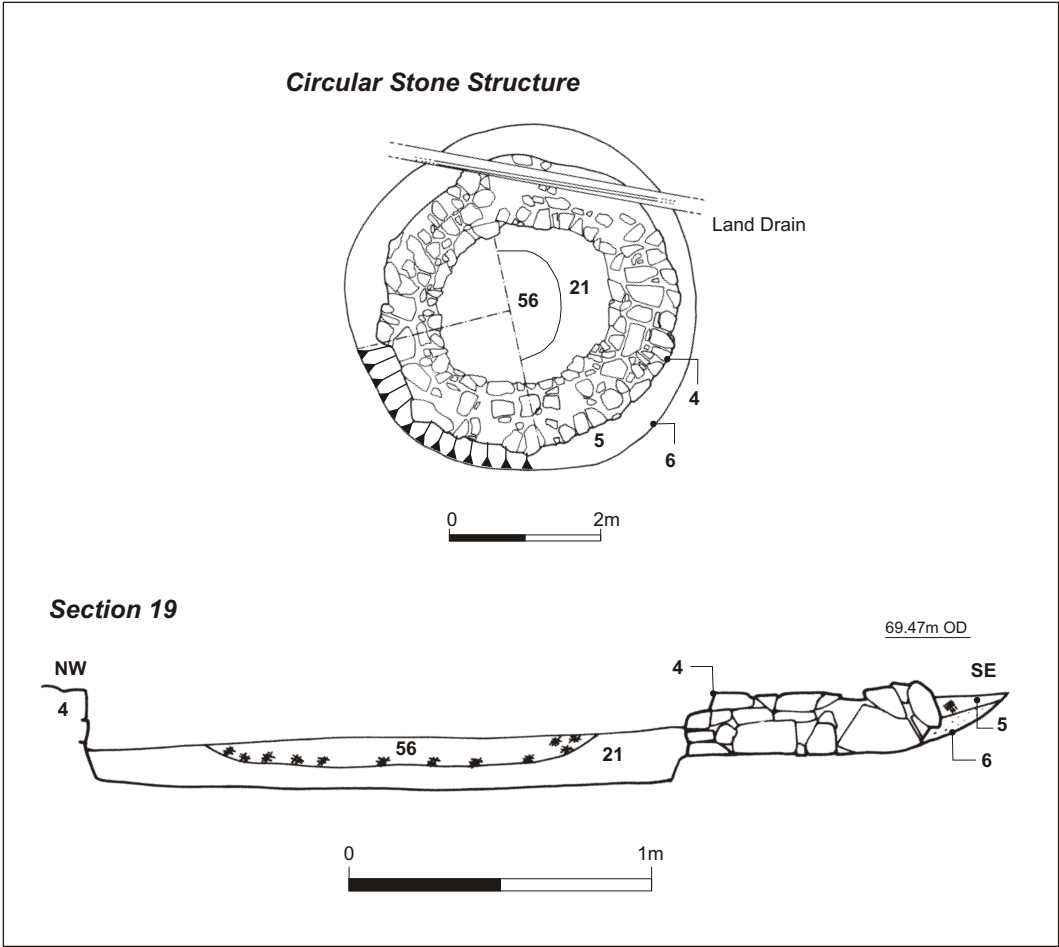 Circular Stone Structure
Land Drain
21
56
4
5
6
0 2m
Section 19
69.47m OD
NW
4
SE
4
5
56
21
6
0 1m